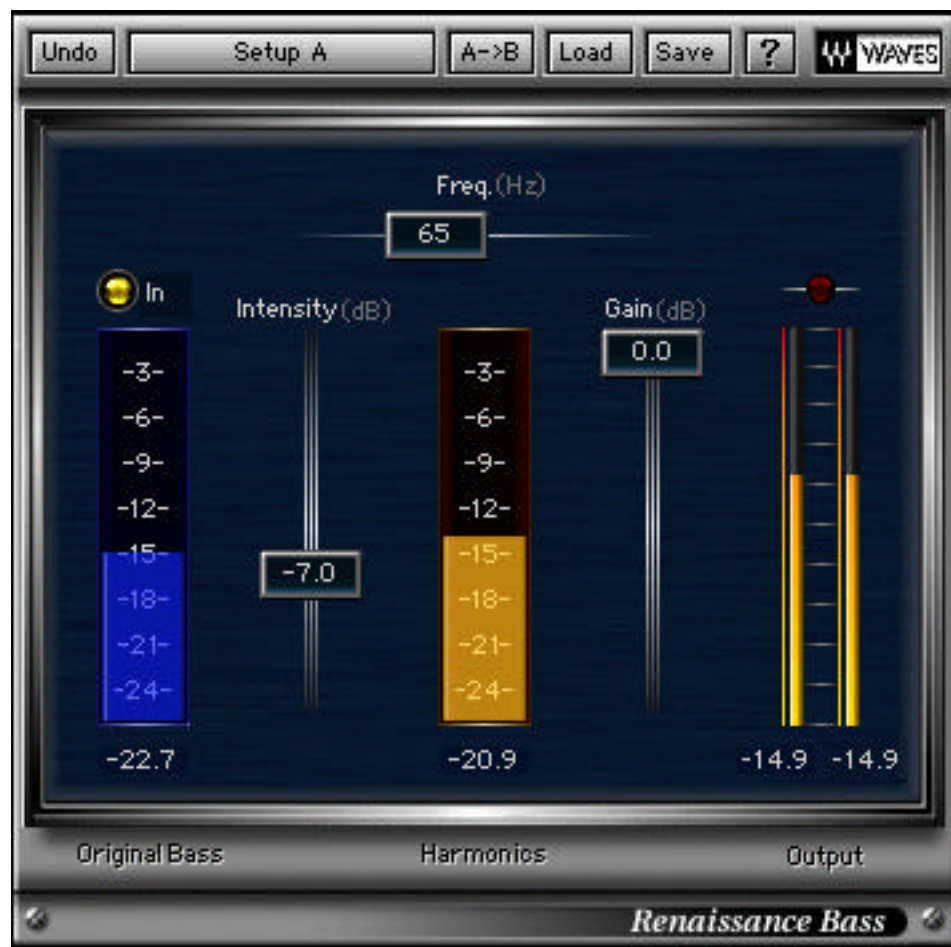 Undo Setup A A->B Load Save ? WAVES
Freq.(Hz)
65
In
Intensity(dB)
Gain(dB)
0.0
-3- -3-
-6- -6-
-9- -9-
-12- -12-
-15- -15-
-7.0
-18- -18-
-21- -21-
-24- -24-
-22.7 -20.9 -14.9 -14.9
Original Bass Harmonics Output
Renaissance Bass